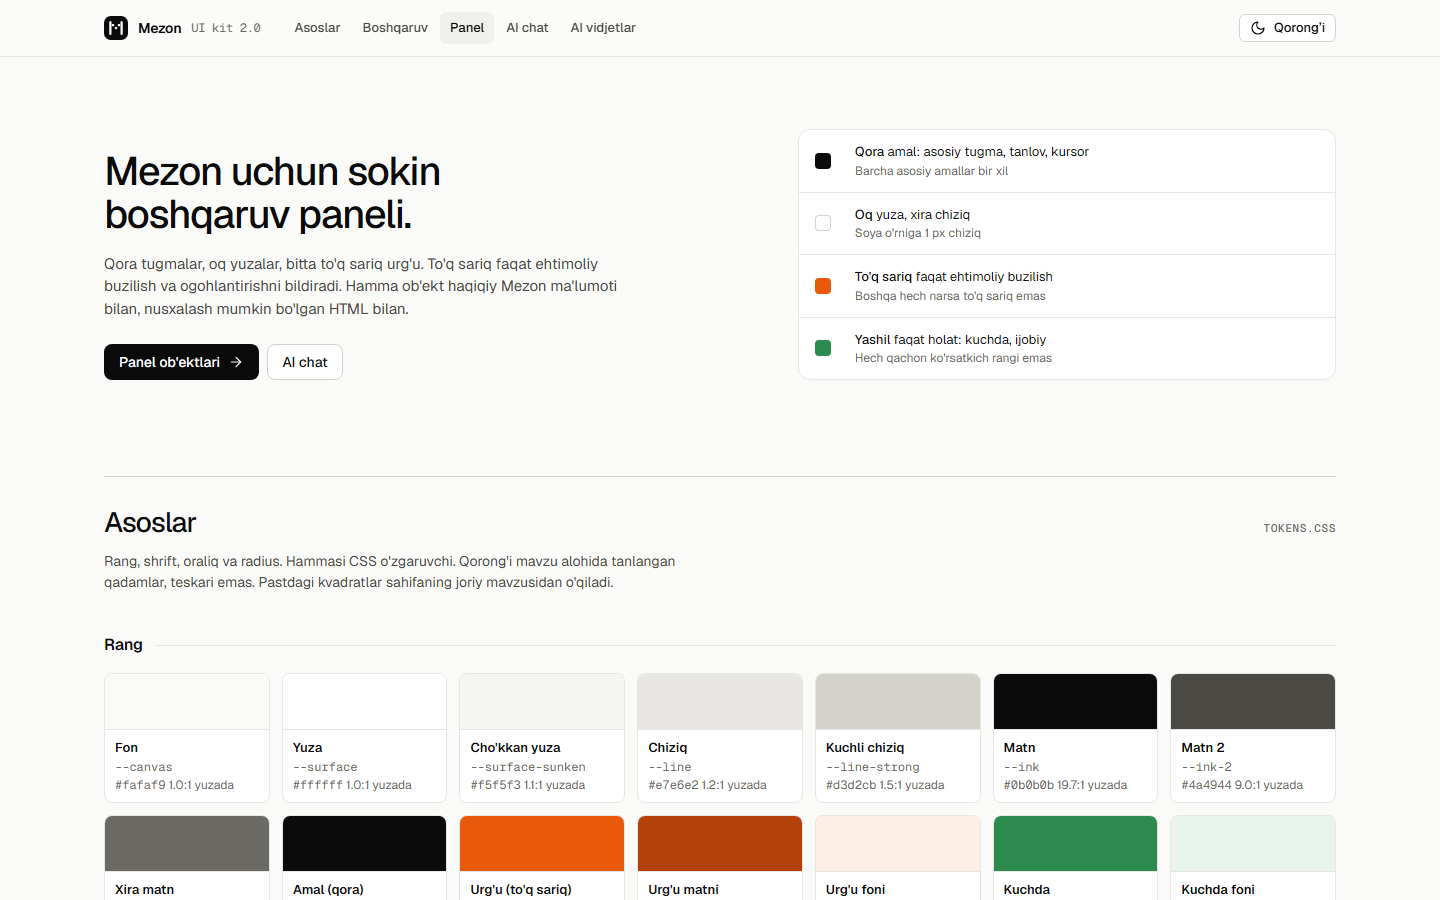 Mezon UI kit 2.0 Asoslar Boshqaruv Panel AI chat AI vidjetlar Qorong'i
Mezon uchun sokin
boshqaruv paneli.
Qora tugmalar, oq yuzalar, bitta to'q sariq urg'u. To'q sariq faqat ehtimoliy
buzilish va ogohlantirishni bildiradi. Hamma ob'ekt haqiqiy Mezon ma'lumoti
bilan, nusxalash mumkin bo'lgan HTML bilan.
Panel ob'ektlari → AI chat
Qora amal: asosiy tugma, tanlov, kursor
Barcha asosiy amallar bir xil
Oq yuza, xira chiziq
Soya o'rniga 1 px chiziq
To'q sariq faqat ehtimoliy buzilish
Boshqa hech narsa to'q sariq emas
Yashil faqat holat: kuchda, ijobiy
Hech qachon ko'rsatkich rangi emas
Asoslar
TOKENS.CSS
Rang, shrift, oraliq va radius. Hammasi CSS o'zgaruvchi. Qorong'i mavzu alohida tanlangan
qadamlar, teskari emas. Pastdagi kvadratlar sahifaning joriy mavzusidan o'qiladi.
Rang
Fon
--canvas
#fafaf9 1.0:1 yuzada
Yuza
--surface
#ffffff 1.0:1 yuzada
Cho'kkan yuza
--surface-sunken
#f5f5f3 1.1:1 yuzada
Chiziq
--line
#e7e6e2 1.2:1 yuzada
Kuchli chiziq
--line-strong
#d3d2cb 1.5:1 yuzada
Matn
--ink
#0b0b0b 19.7:1 yuzada
Matn 2
--ink-2
#4a4944 9.0:1 yuzada
Xira matn
Amal (qora)
Urg'u (to'q sariq)
Urg'u matni
Urg'u foni
Kuchda
Kuchda foni